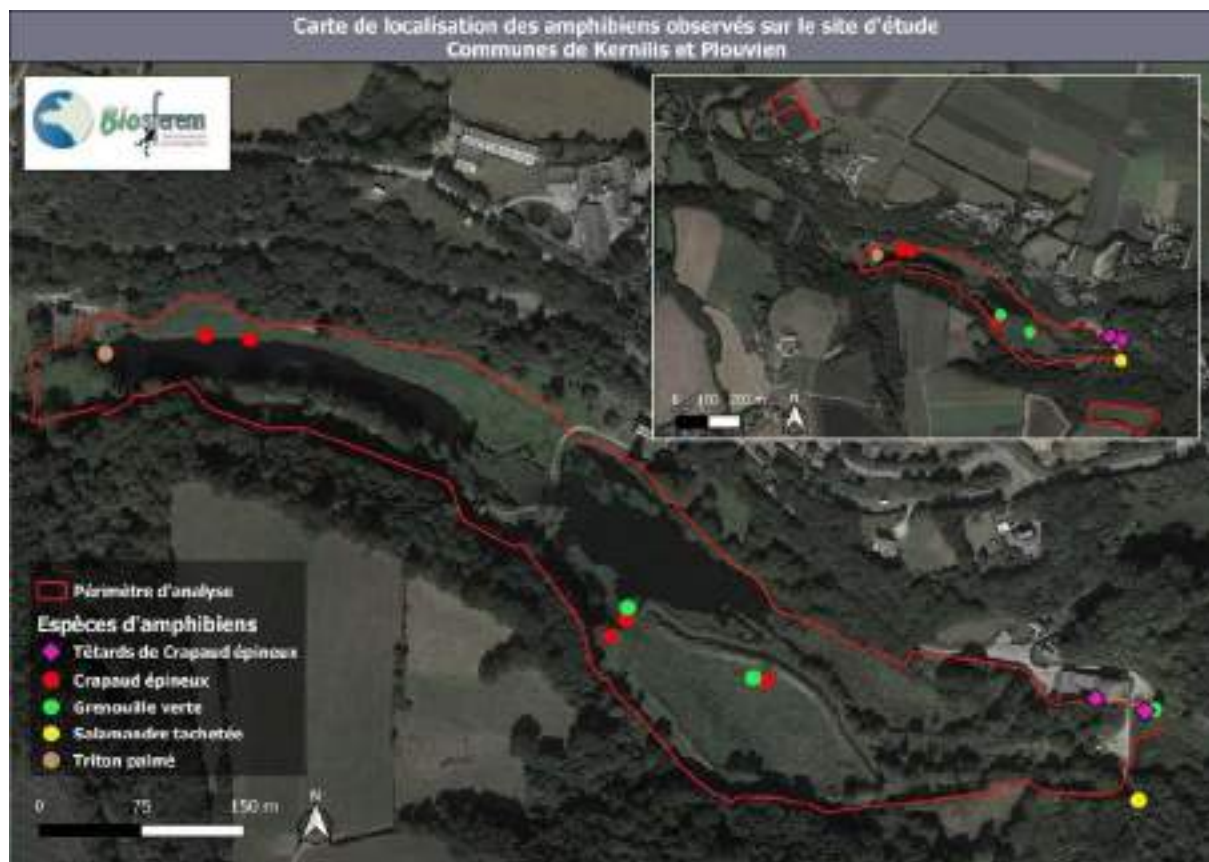 Carte de localisation des amphibiens observés sur le site d'étude
Communes de Kernilis et Plouvien
Biosferenn
N
Périmètre d'analyse
Espèces d'amphibiens
Têtards de Crapaud épineux
Crapaud épineux
Grenouille verte
Salamandre tachetée
Triton palmé
0 75 150 m
N
0 100 200 m